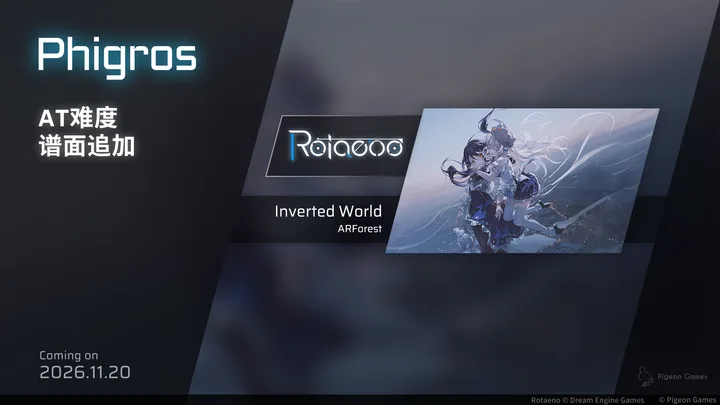 Phigros
AT难度
谱面追加
Rotaeno
Inverted World
ARForest
Coming on
2026.11.20
Pigeon Games
Rotaeno © Dream Engine Games © Pigeon Games